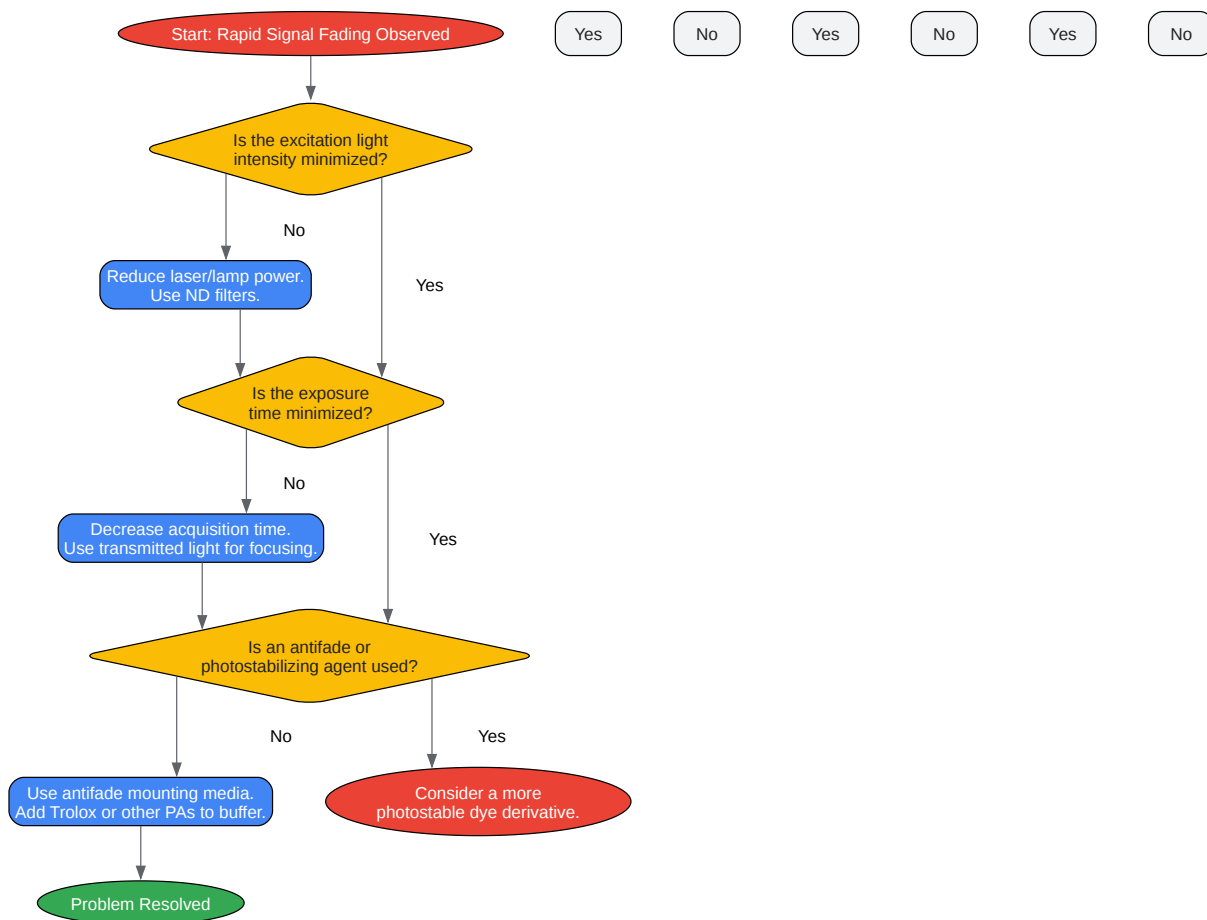 Start: Rapid Signal Fading Observed
Yes
No
Yes
No
Yes
No
Is the excitation light
intensity minimized?
No
Reduce laser/lamp power.
Use ND filters.
Yes
Is the exposure
time minimized?
No
Decrease acquisition time.
Use transmitted light for focusing.
Yes
Is an antifade or
photostabilizing agent used?
No
Yes
Use antifade mounting media.
Add Trolox or other PAs to buffer.
Consider a more
photostable dye derivative.
Problem Resolved